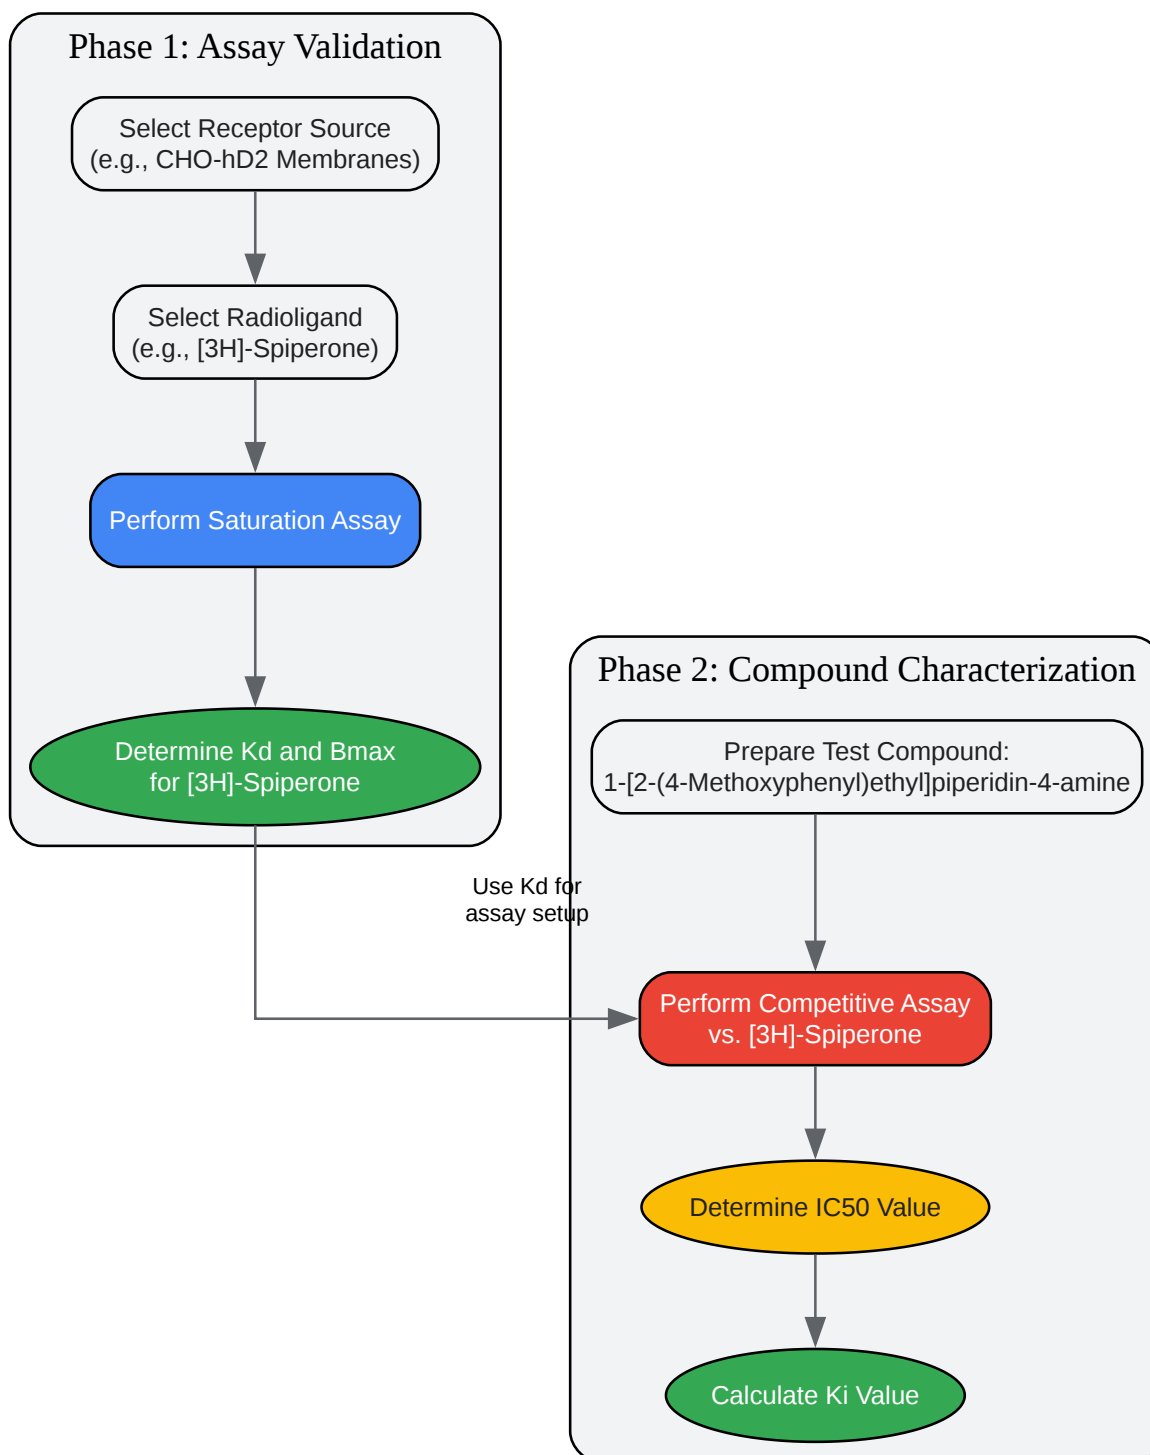 Phase 1: Assay Validation
Select Receptor Source
(e.g., CHO-hD2 Membranes)
Select Radioligand
(e.g., [3H]-Spiperone)
Perform Saturation Assay
Determine Kd and Bmax
for [3H]-Spiperone
Use Kd for
assay setup
Phase 2: Compound Characterization
Prepare Test Compound:
1-[2-(4-Methoxyphenyl)ethyl]piperidin-4-amine
Perform Competitive Assay
vs. [3H]-Spiperone
Determine IC50 Value
Calculate Ki Value